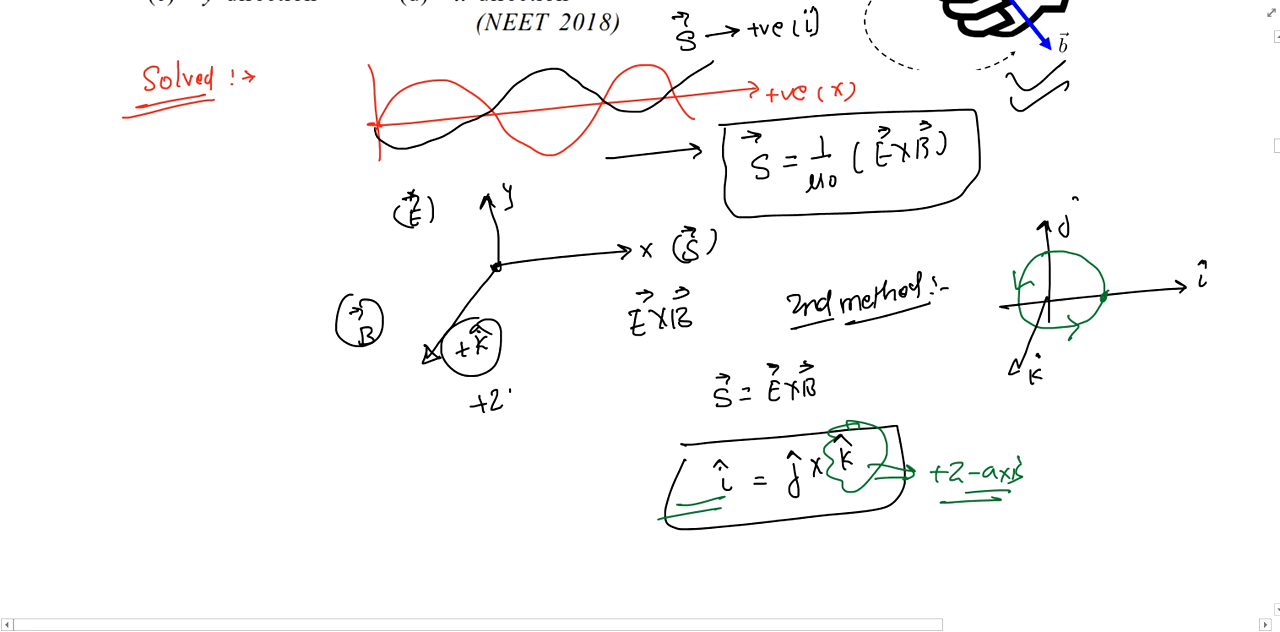 (NEET 2018)
S⃗ → +ve (î)
b⃗
Solved :→
+ve (x)
S⃗ = 1/μ0 (E⃗ × B⃗)
(E⃗)
y
x (S⃗)
ĵ
î
k̂
B⃗
+k̂
+z
E⃗ × B⃗
2nd method :-
S⃗ = E⃗ × B⃗
î = ĵ × k̂
+z-axis